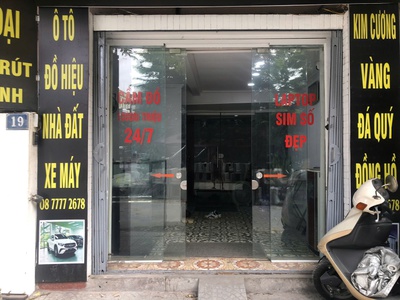 ẠI
RÚT
NH
19
Ô TÔ
ĐỒ HIỆU
NHÀ ĐẤT
XE MÁY
08 7777 2678
CẦM ĐỒ
24/7
LAPTOP
SIM SỐ
ĐẸP
KIM CƯƠNG
VÀNG
ĐÁ QUÝ
ĐỒNG HỒ